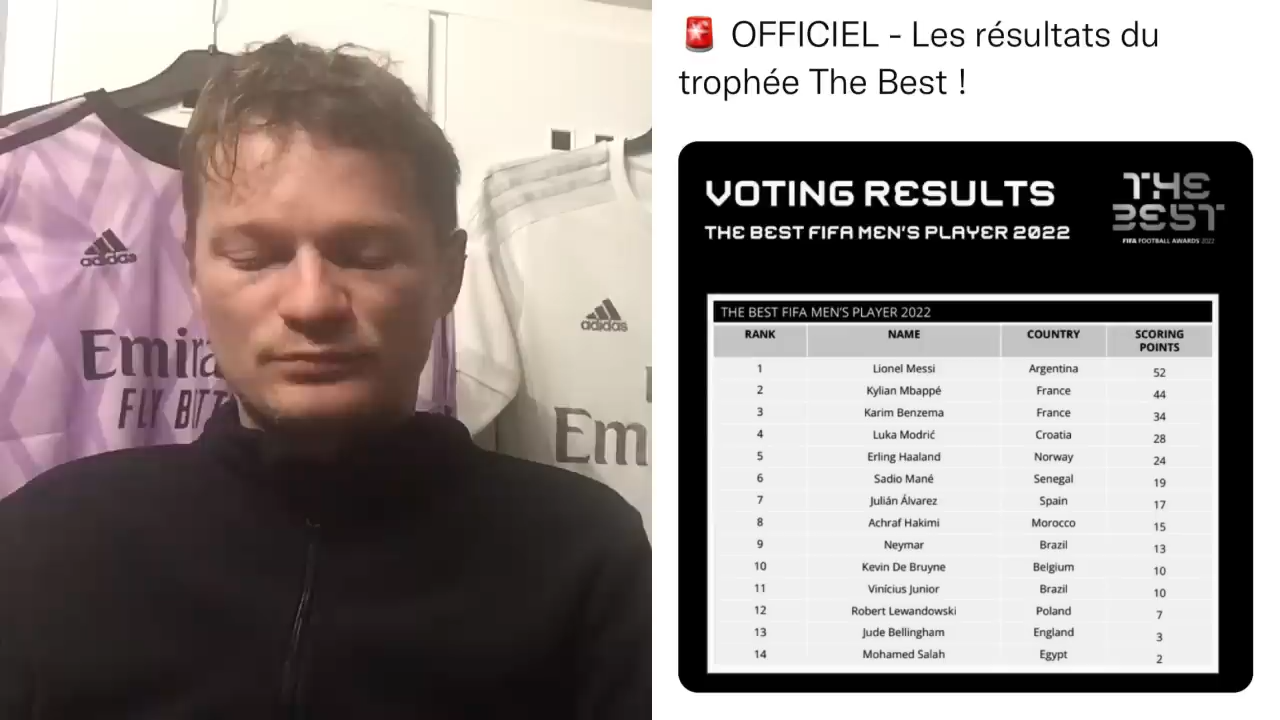 adidas
Emira
FLY BITT
adidas
Em
🚨 OFFICIEL - Les résultats du
trophée The Best !
VOTING RESULTS
THE BEST FIFA MEN'S PLAYER 2022
THE
BEST
FIFA FOOTBALL AWARDS 2022
THE BEST FIFA MEN'S PLAYER 2022
RANK NAME COUNTRY SCORING POINTS
1 Lionel Messi Argentina 52
2 Kylian Mbappé France 44
3 Karim Benzema France 34
4 Luka Modrić Croatia 28
5 Erling Haaland Norway 24
6 Sadio Mané Senegal 19
7 Julián Álvarez Spain 17
8 Achraf Hakimi Morocco 15
9 Neymar Brazil 13
10 Kevin De Bruyne Belgium 10
11 Vinícius Junior Brazil 10
12 Robert Lewandowski Poland 7
13 Jude Bellingham England 3
14 Mohamed Salah Egypt 2